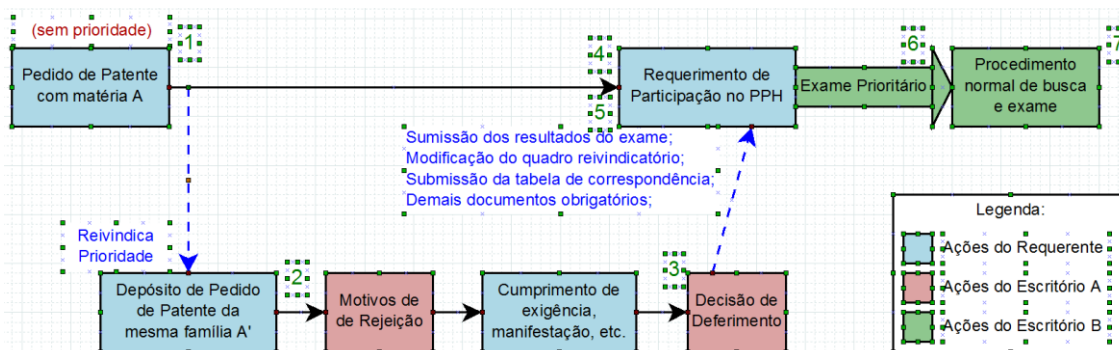 (sem prioridade)
1
Pedido de Patente
com matéria A
4
5
Requerimento de
Participação no PPH
Exame Prioritário
6
Procedimento
normal de busca
e exame
7
Sumissão dos resultados do exame;
Modificação do quadro reivindicatório;
Submissão da tabela de correspondência;
Demais documentos obrigatórios;
Reivindica
Prioridade
Depósito de Pedido
de Patente da
mesma família A'
2
Motivos de
de Rejeição
Cumprimento de
exigência,
manifestação, etc.
3
Decisão de
Deferimento
Legenda:
Ações do Requerente
Ações do Escritório A
Ações do Escritório B